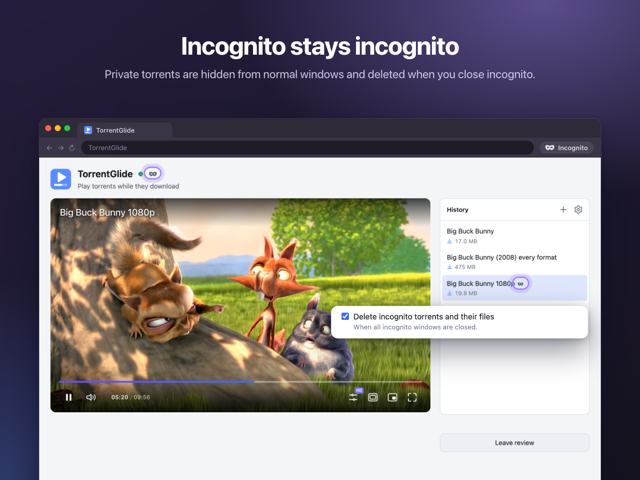 Incognito stays incognito
Private torrents are hidden from normal windows and deleted when you close incognito.
TorrentGlide
TorrentGlide
Incognito
TorrentGlide
Play torrents while they download
Big Buck Bunny 1080p
05:20 / 09:56
HD
History
Big Buck Bunny
17.0 MB
Big Buck Bunny (2008) every format
475 MB
Big Buck Bunny 1080p
19.8 MB
Delete incognito torrents and their files
When all incognito windows are closed.
Leave review